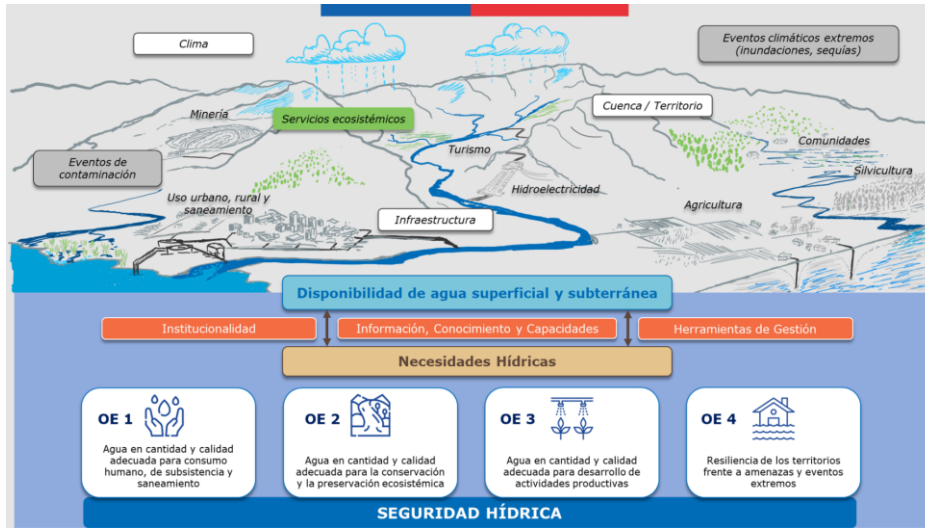 Clima
Eventos climáticos extremos
(inundaciones, sequías)
Minería
Servicios ecosistémicos
Cuenca / Territorio
Eventos de
contaminación
Turismo
Comunidades
Hidroelectricidad
Silvicultura
Uso urbano, rural y
saneamiento
Infraestructura
Agricultura
Disponibilidad de agua superficial y subterránea
Institucionalidad
Información, Conocimiento y Capacidades
Herramientas de Gestión
Necesidades Hídricas
OE 1
Agua en cantidad y calidad
adecuada para consumo
humano, de subsistencia y
saneamiento
OE 2
Agua en cantidad y calidad
adecuada para la conservación
y la preservación ecosistémica
OE 3
Agua en cantidad y calidad
adecuada para desarrollo de
actividades productivas
OE 4
Resiliencia de los territorios
frente a amenazas y eventos
extremos
SEGURIDAD HÍDRICA